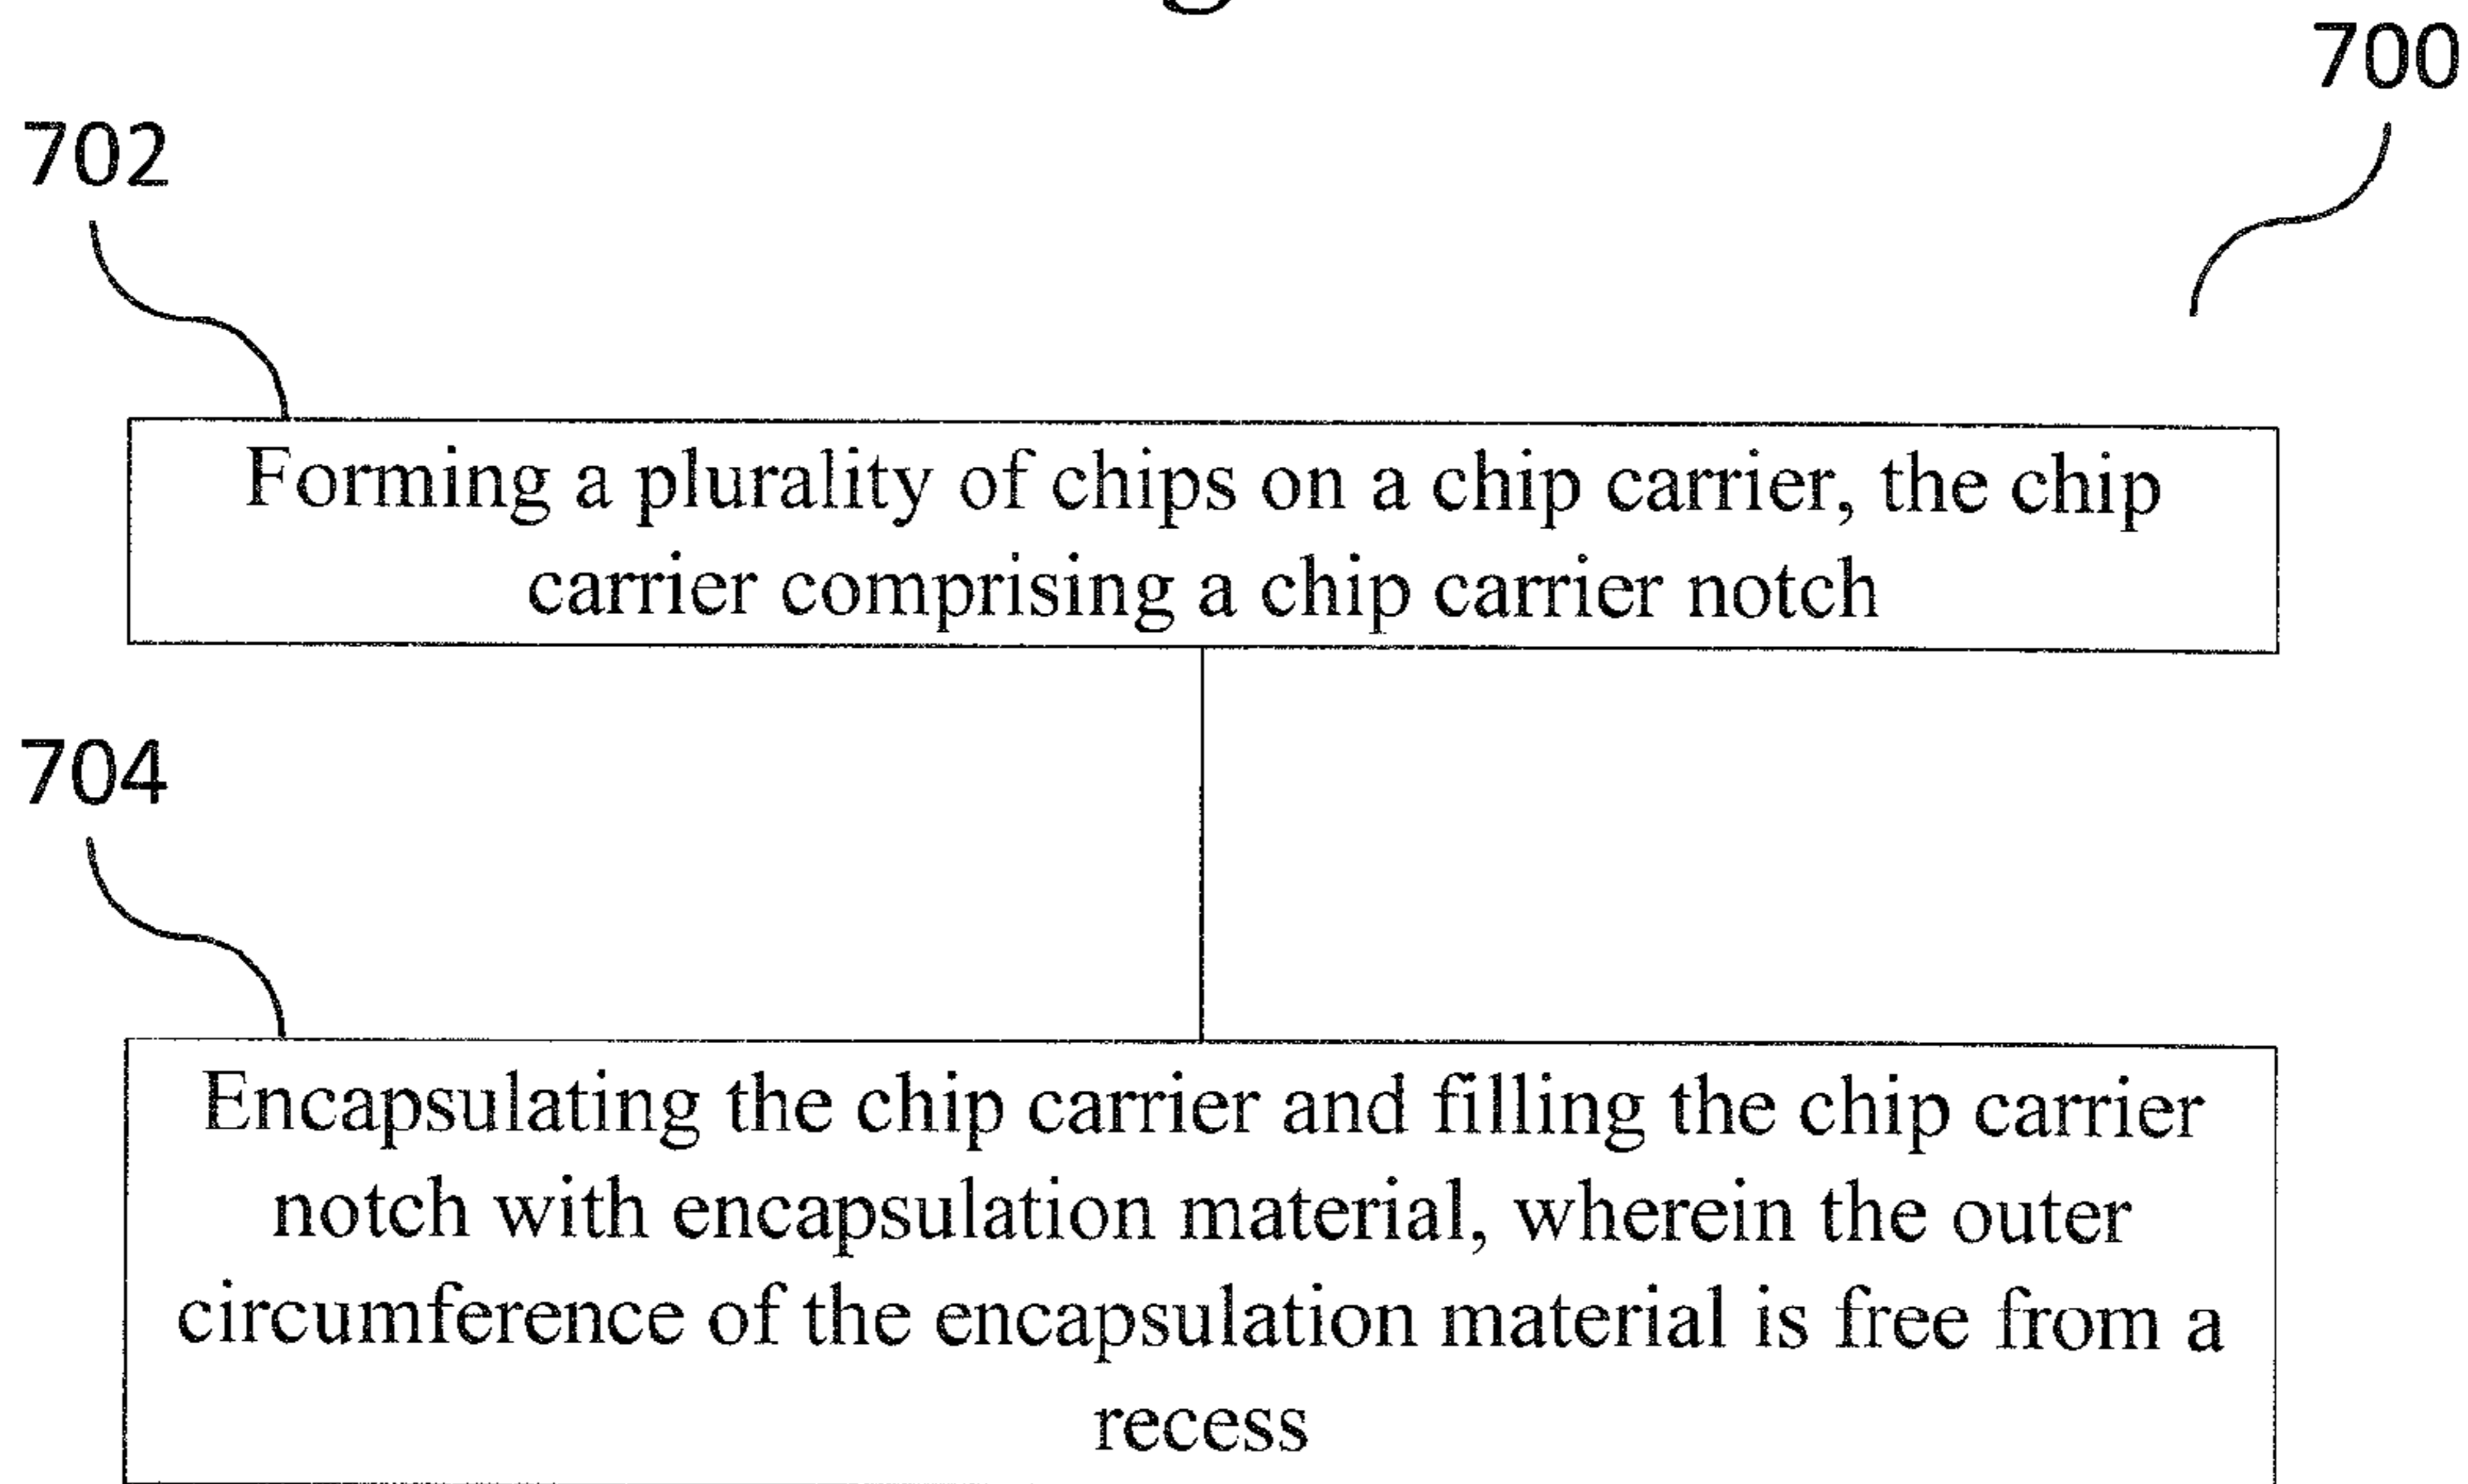 700
702
Forming a plurality of chips on a chip carrier, the chip
carrier comprising a chip carrier notch
704
Encapsulating the chip carrier and filling the chip carrier
notch with encapsulation material, wherein the outer
circumference of the encapsulation material is free from a
recess